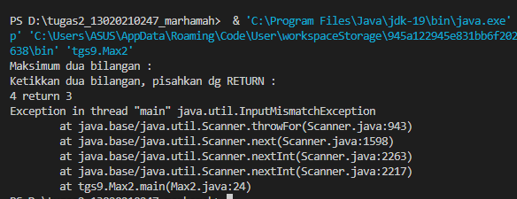 PS D:\tugas2_13020210247_marhamah>  & 'C:\Program Files\Java\jdk-19\bin\java.exe'
p' 'C:\Users\ASUS\AppData\Roaming\Code\User\workspaceStorage\945a122945e831bb6f202
638\bin' 'tgs9.Max2'
Maksimum dua bilangan :
Ketikkan dua bilangan, pisahkan dg RETURN :
4 return 3
Exception in thread "main" java.util.InputMismatchException
        at java.base/java.util.Scanner.throwFor(Scanner.java:943)
        at java.base/java.util.Scanner.next(Scanner.java:1598)
        at java.base/java.util.Scanner.nextInt(Scanner.java:2263)
        at java.base/java.util.Scanner.nextInt(Scanner.java:2217)
        at tgs9.Max2.main(Max2.java:24)
PS D:\tugas2_13020210247_marhamah>